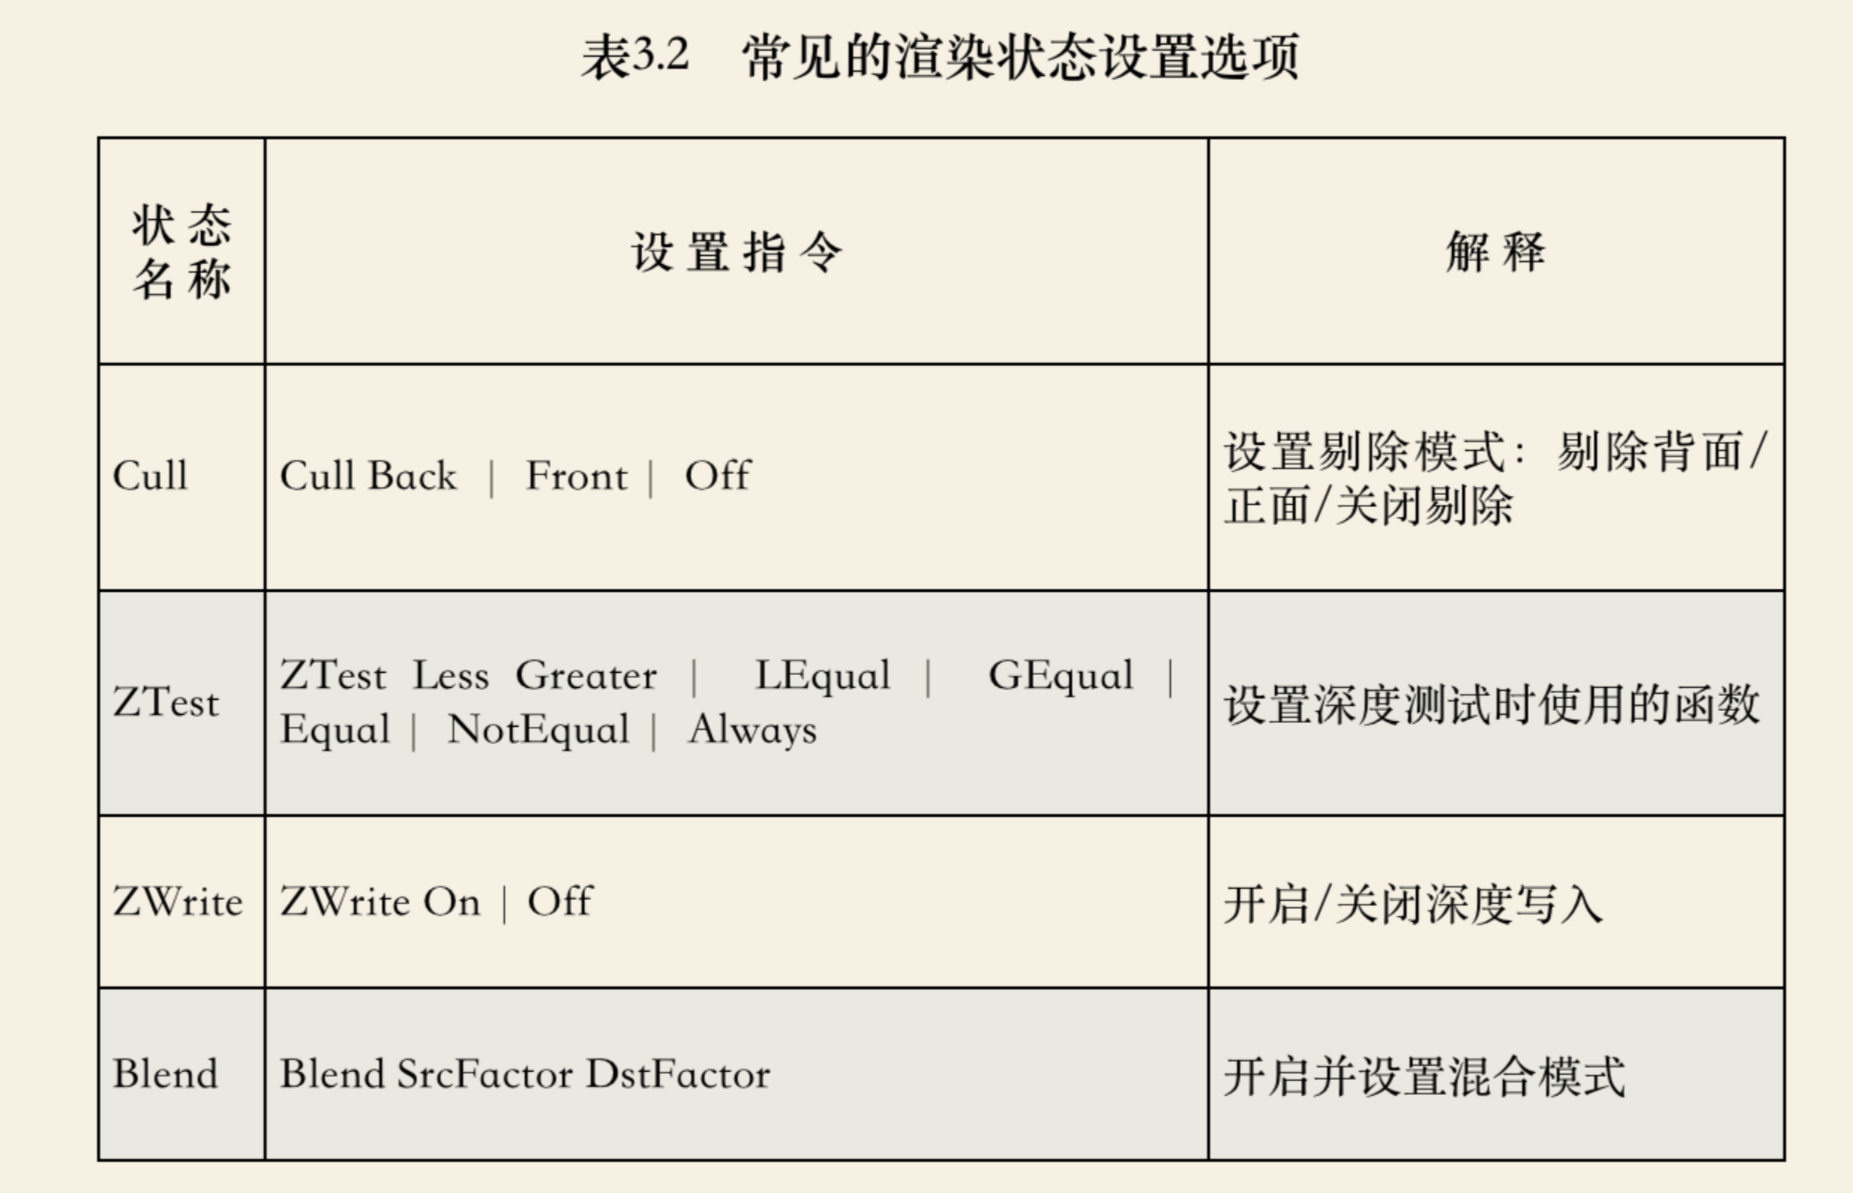 表3.2 常见的渲染状态设置选项
状态
名称
设置指令
解释
Cull
Cull Back | Front | Off
设置剔除模式：剔除背面/
正面/关闭剔除
ZTest
ZTest Less Greater | LEqual | GEqual |
Equal | NotEqual | Always
设置深度测试时使用的函数
ZWrite
ZWrite On | Off
开启/关闭深度写入
Blend
Blend SrcFactor DstFactor
开启并设置混合模式